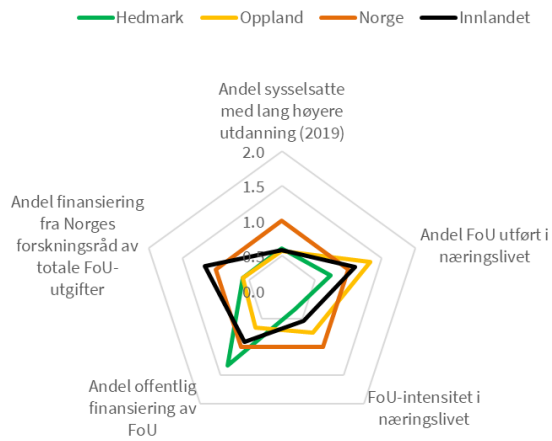 Hedmark Oppland Norge Innlandet
Andel sysselsatte
med lang høyere
utdanning (2019)
2.0
1.5
1.0
0.5
0.0
Andel FoU utført i
næringslivet
FoU-intensitet i
næringslivet
Andel offentlig
finansiering av
FoU
Andel finansiering
fra Norges
forskningsråd av
totale FoU-
utgifter